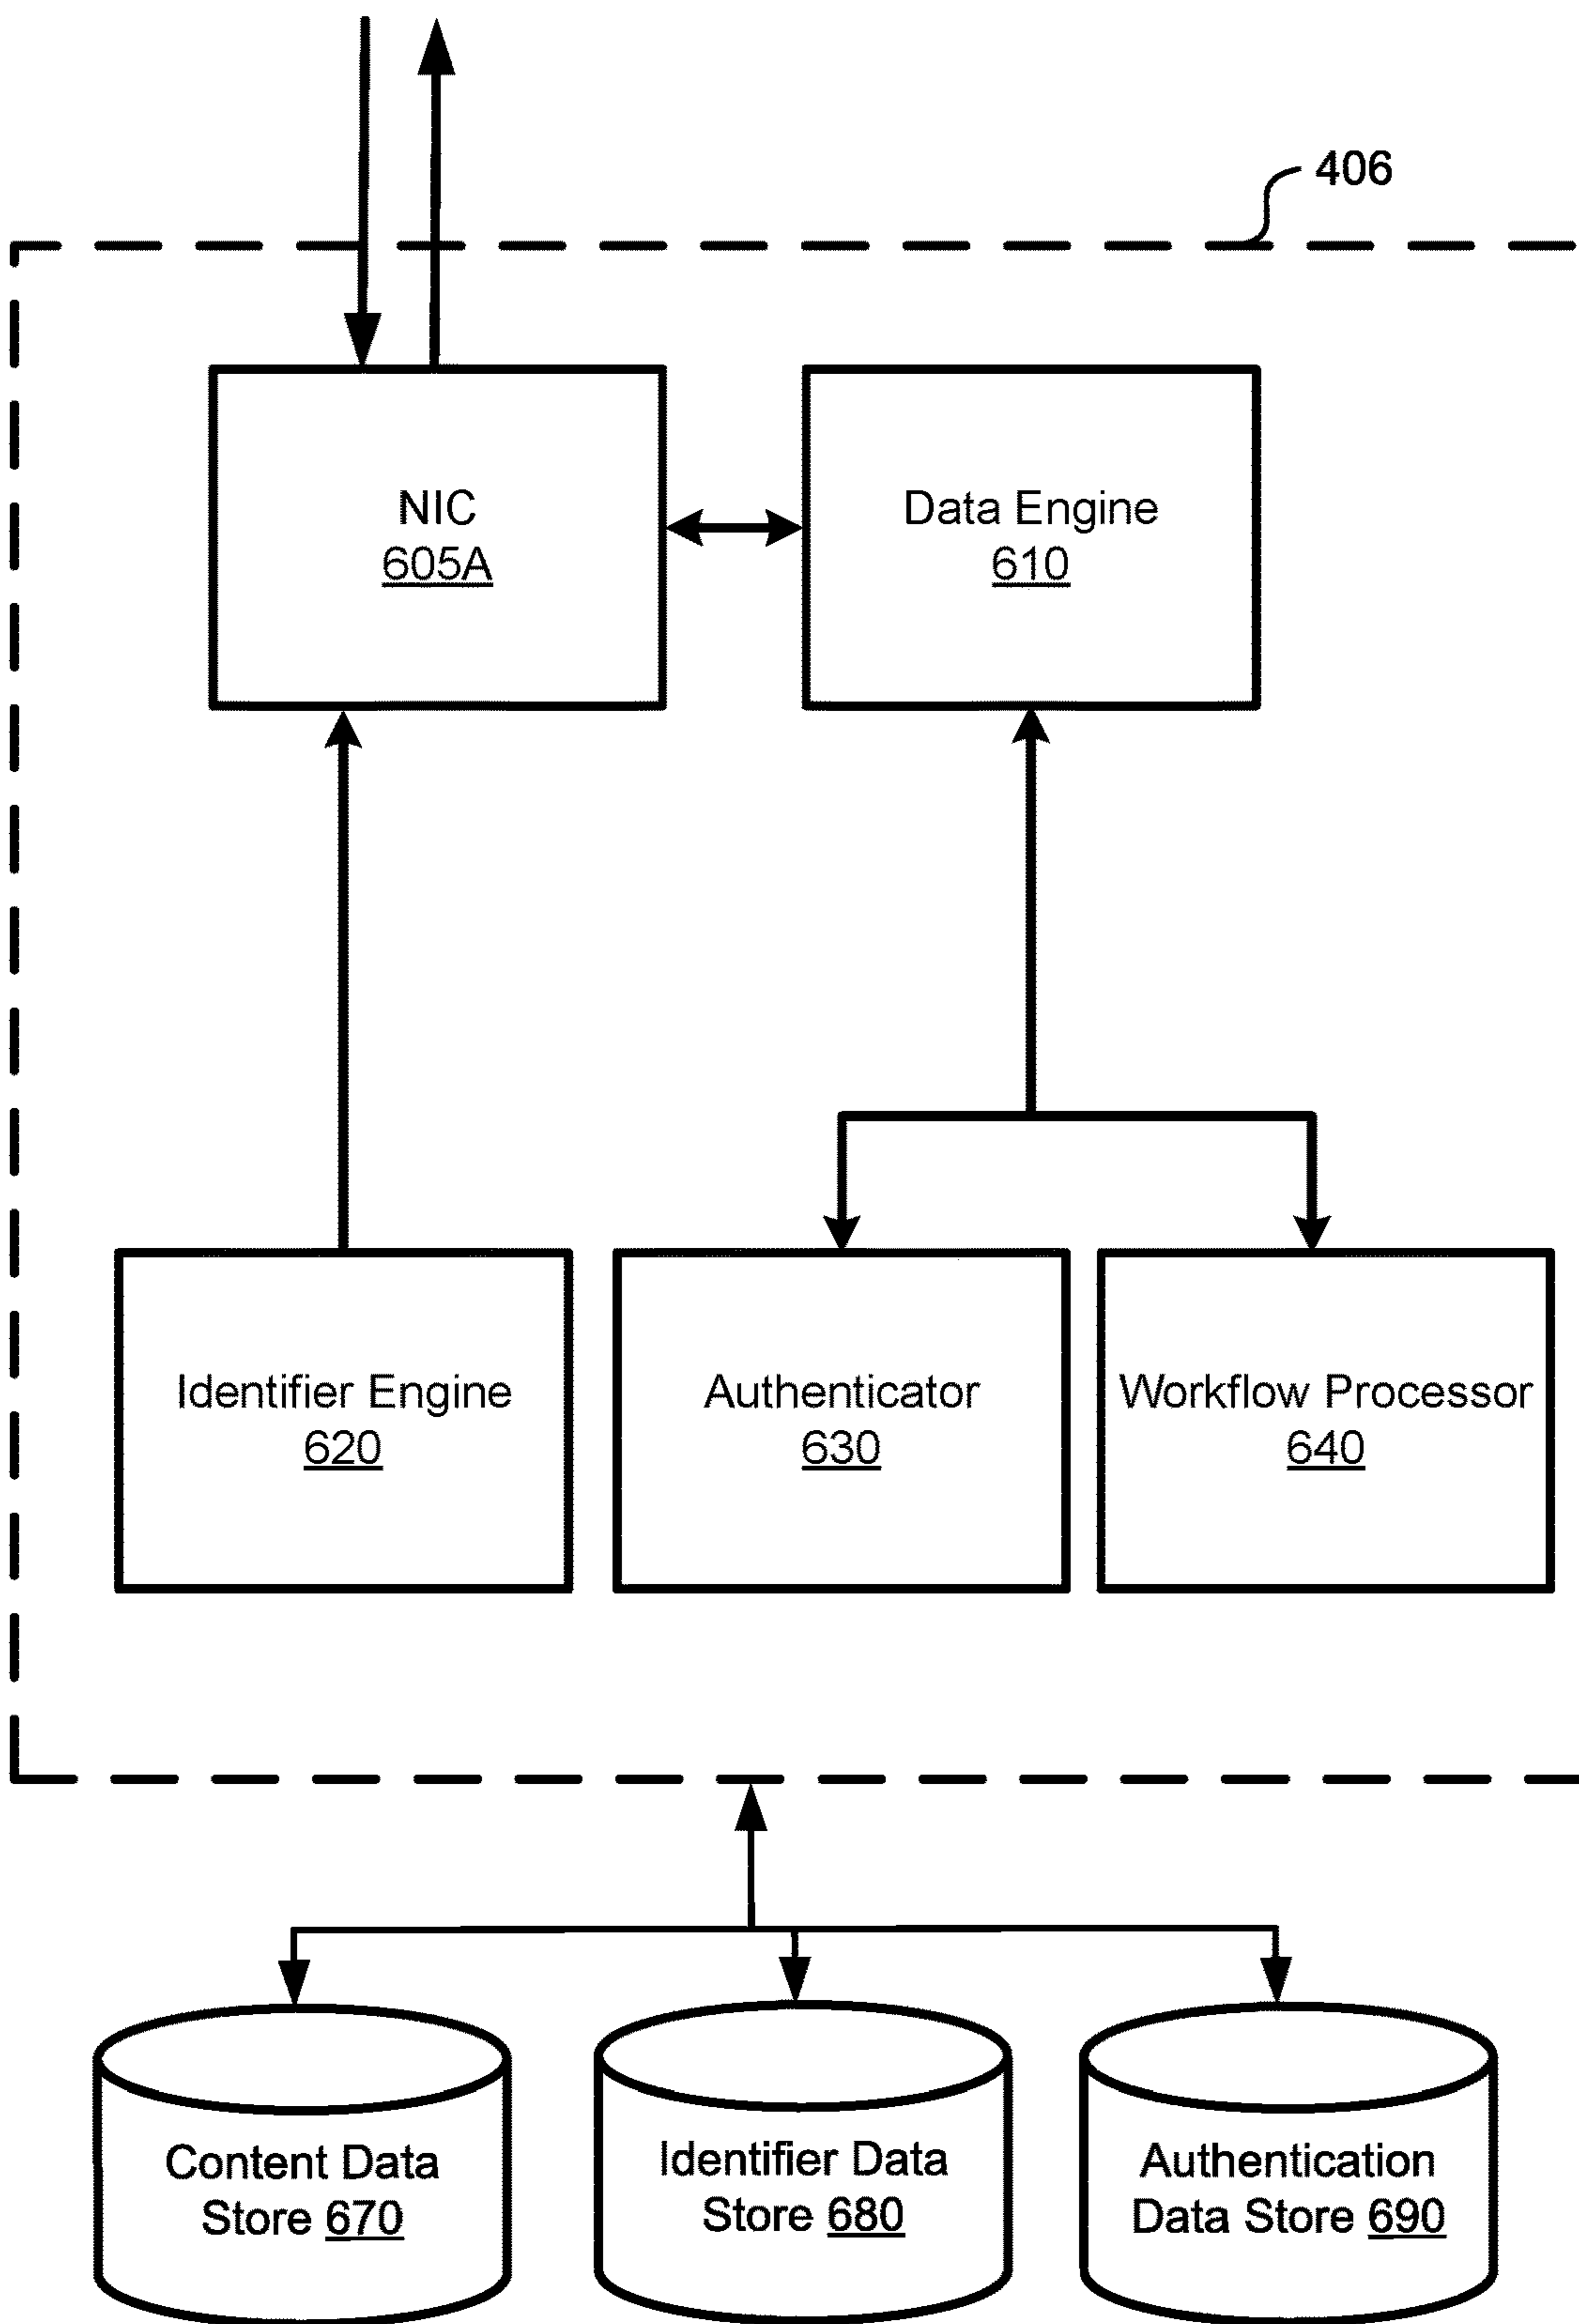 406
NIC
605A
Data Engine
610
Identifier Engine
620
Authenticator
630
Workflow Processor
640
Content Data
Store 670
Identifier Data
Store 680
Authentication
Data Store 690